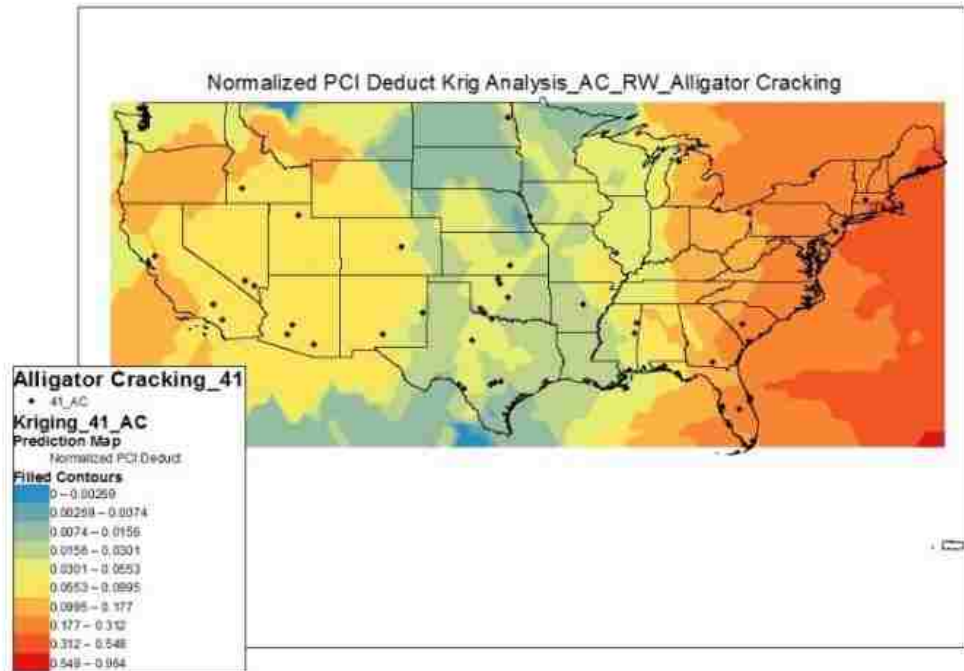 Normalized PCI Deduct Krig Analysis_AC_RW_Alligator Cracking
Alligator Cracking_41
41_AC
Kriging_41_AC
Prediction Map
Normalized PCI Deduct
Filled Contours
0 – 0.00259
0.00259 – 0.0074
0.0074 – 0.0156
0.0156 – 0.0301
0.0301 – 0.0553
0.0553 – 0.0995
0.0995 – 0.177
0.177 – 0.312
0.312 – 0.548
0.548 – 0.964